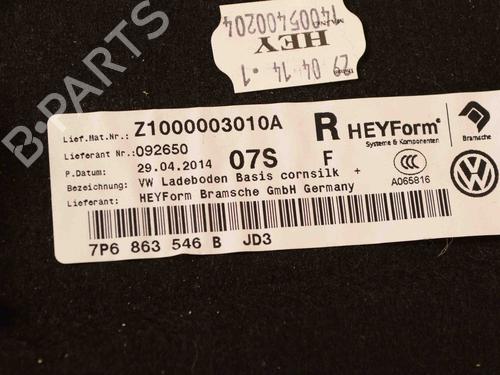 14005400204
HEY
29 04.14 1
B-PARTS
Lief.Mat.Nr.: Z1000003010A
Lieferant Nr.: 092650
P.Datum: 29.04.2014 07S F
Bezeichnung: VW Ladeboden Basis cornsilk +
Lieferant: HEYForm Bramsche GmbH Germany
7P6 863 546 B JD3
R HEYForm
Systeme & Komponenten
Bramsche
CCC
A065816
VW